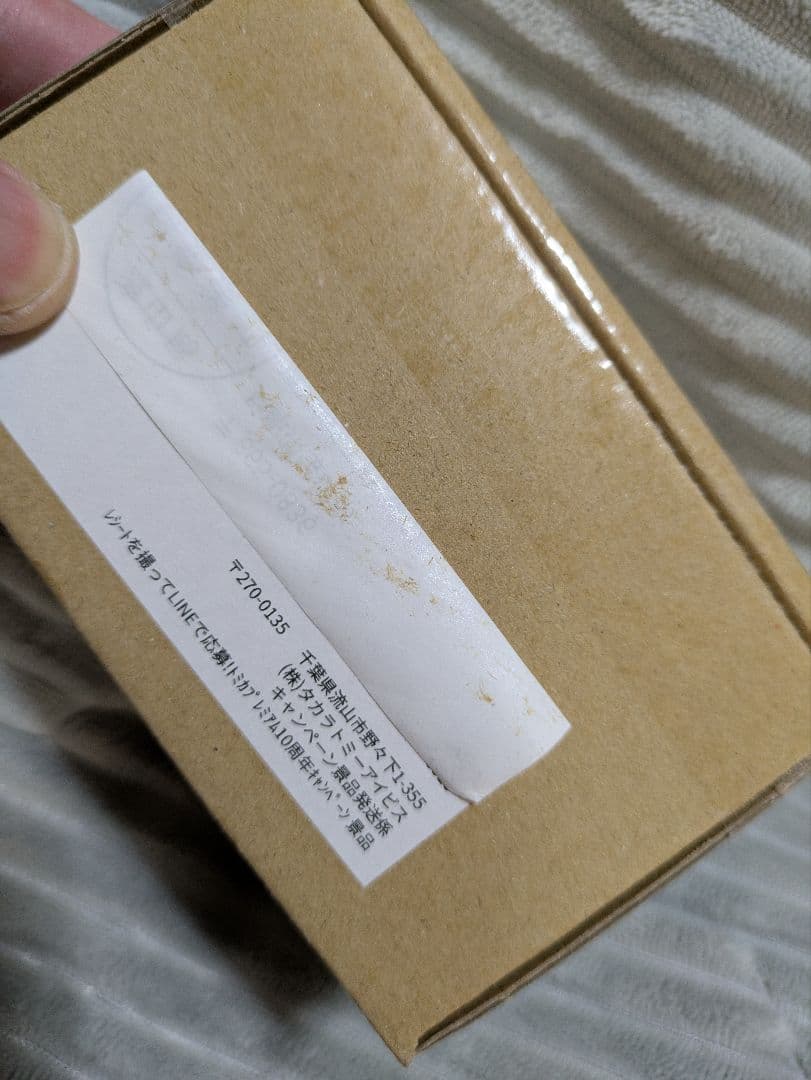 〒270-0135
千葉県流山市野々下1-355
(株)タカラトミーアイビス
キャンペーン景品発送係
ﾚｼｰﾄを撮ってLINEで応募!ﾄﾐｶﾌﾟﾚﾐｱﾑ10周年ｷｬﾝﾍﾟｰﾝ 景品